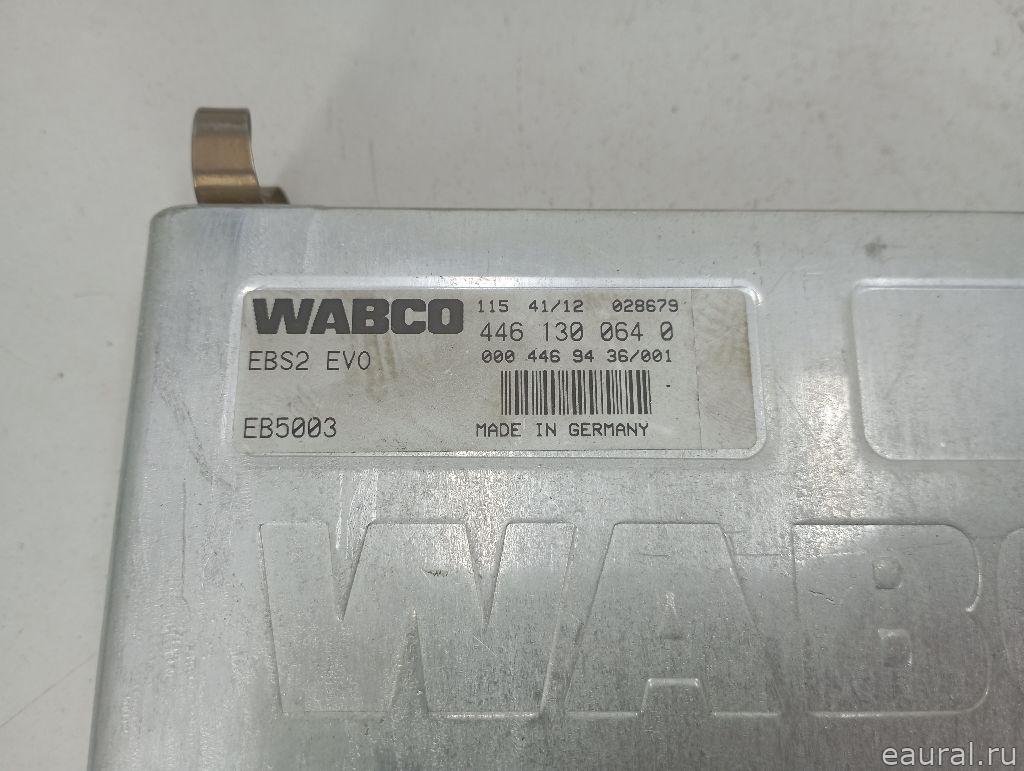 WABCO 115 41/12 028679
446 130 064 0
EBS2 EVO 000 446 94 36/001
EB5003 MADE IN GERMANY
WAB
eaural.ru